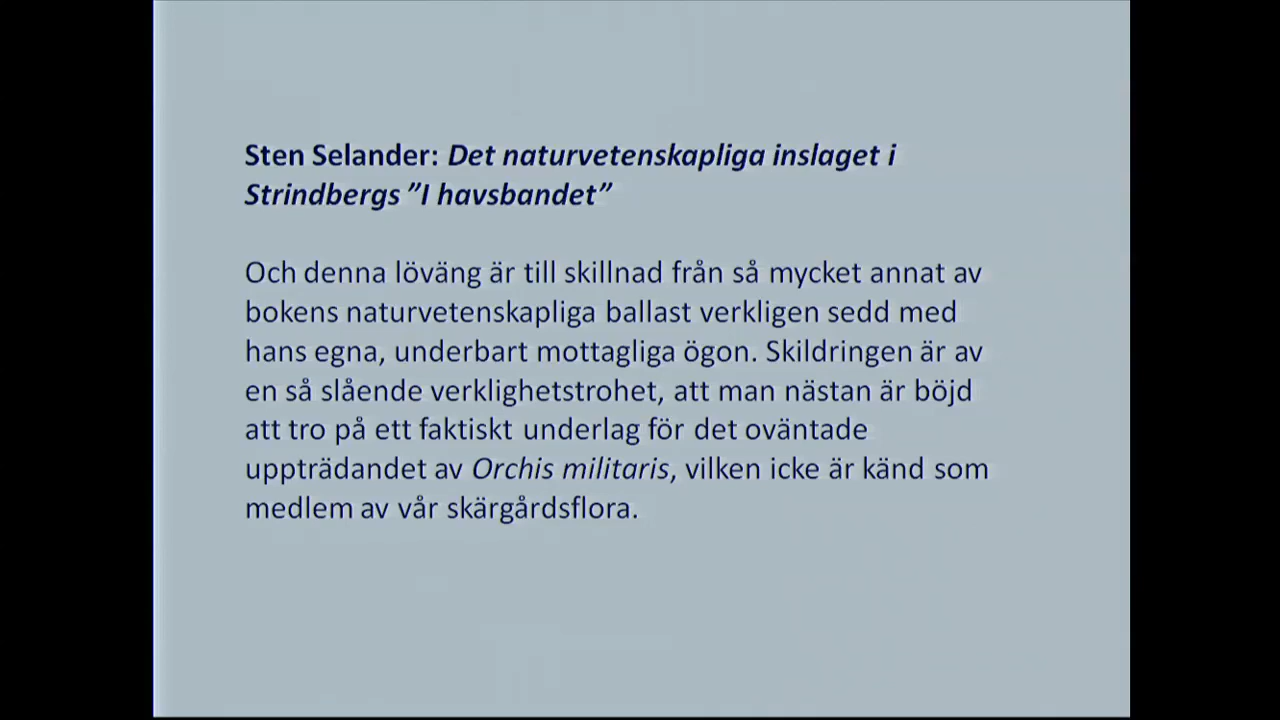 Sten Selander: Det naturvetenskapliga inslaget i
Strindbergs ”I havsbandet”
Och denna löväng är till skillnad från så mycket annat av
bokens naturvetenskapliga ballast verkligen sedd med
hans egna, underbart mottagliga ögon. Skildringen är av
en så slående verklighetstrohet, att man nästan är böjd
att tro på ett faktiskt underlag för det oväntade
uppträdandet av Orchis militaris, vilken icke är känd som
medlem av vår skärgårdsflora.